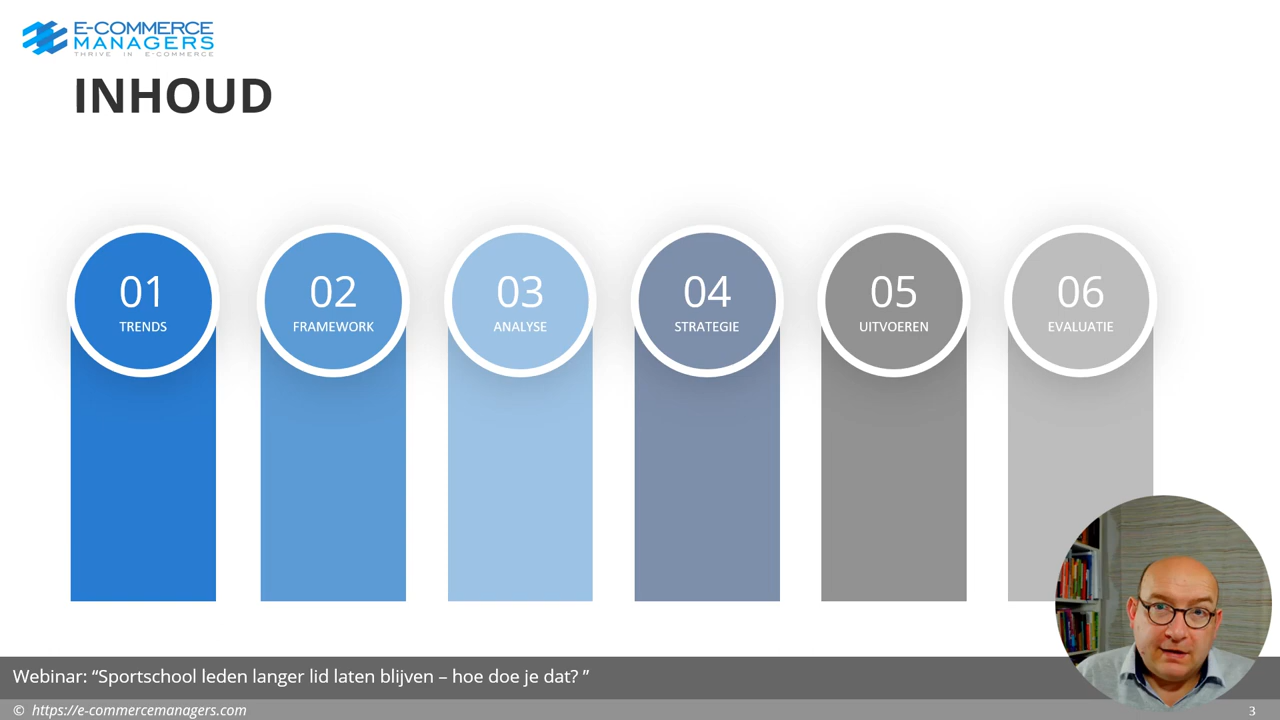 E-COMMERCE
MANAGERS
THRIVE IN E-COMMERCE
INHOUD
01
TRENDS
02
FRAMEWORK
03
ANALYSE
04
STRATEGIE
05
UITVOEREN
06
EVALUATIE
Webinar: “Sportschool leden langer lid laten blijven – hoe doe je dat? ”
© https://e-commercemanagers.com
3